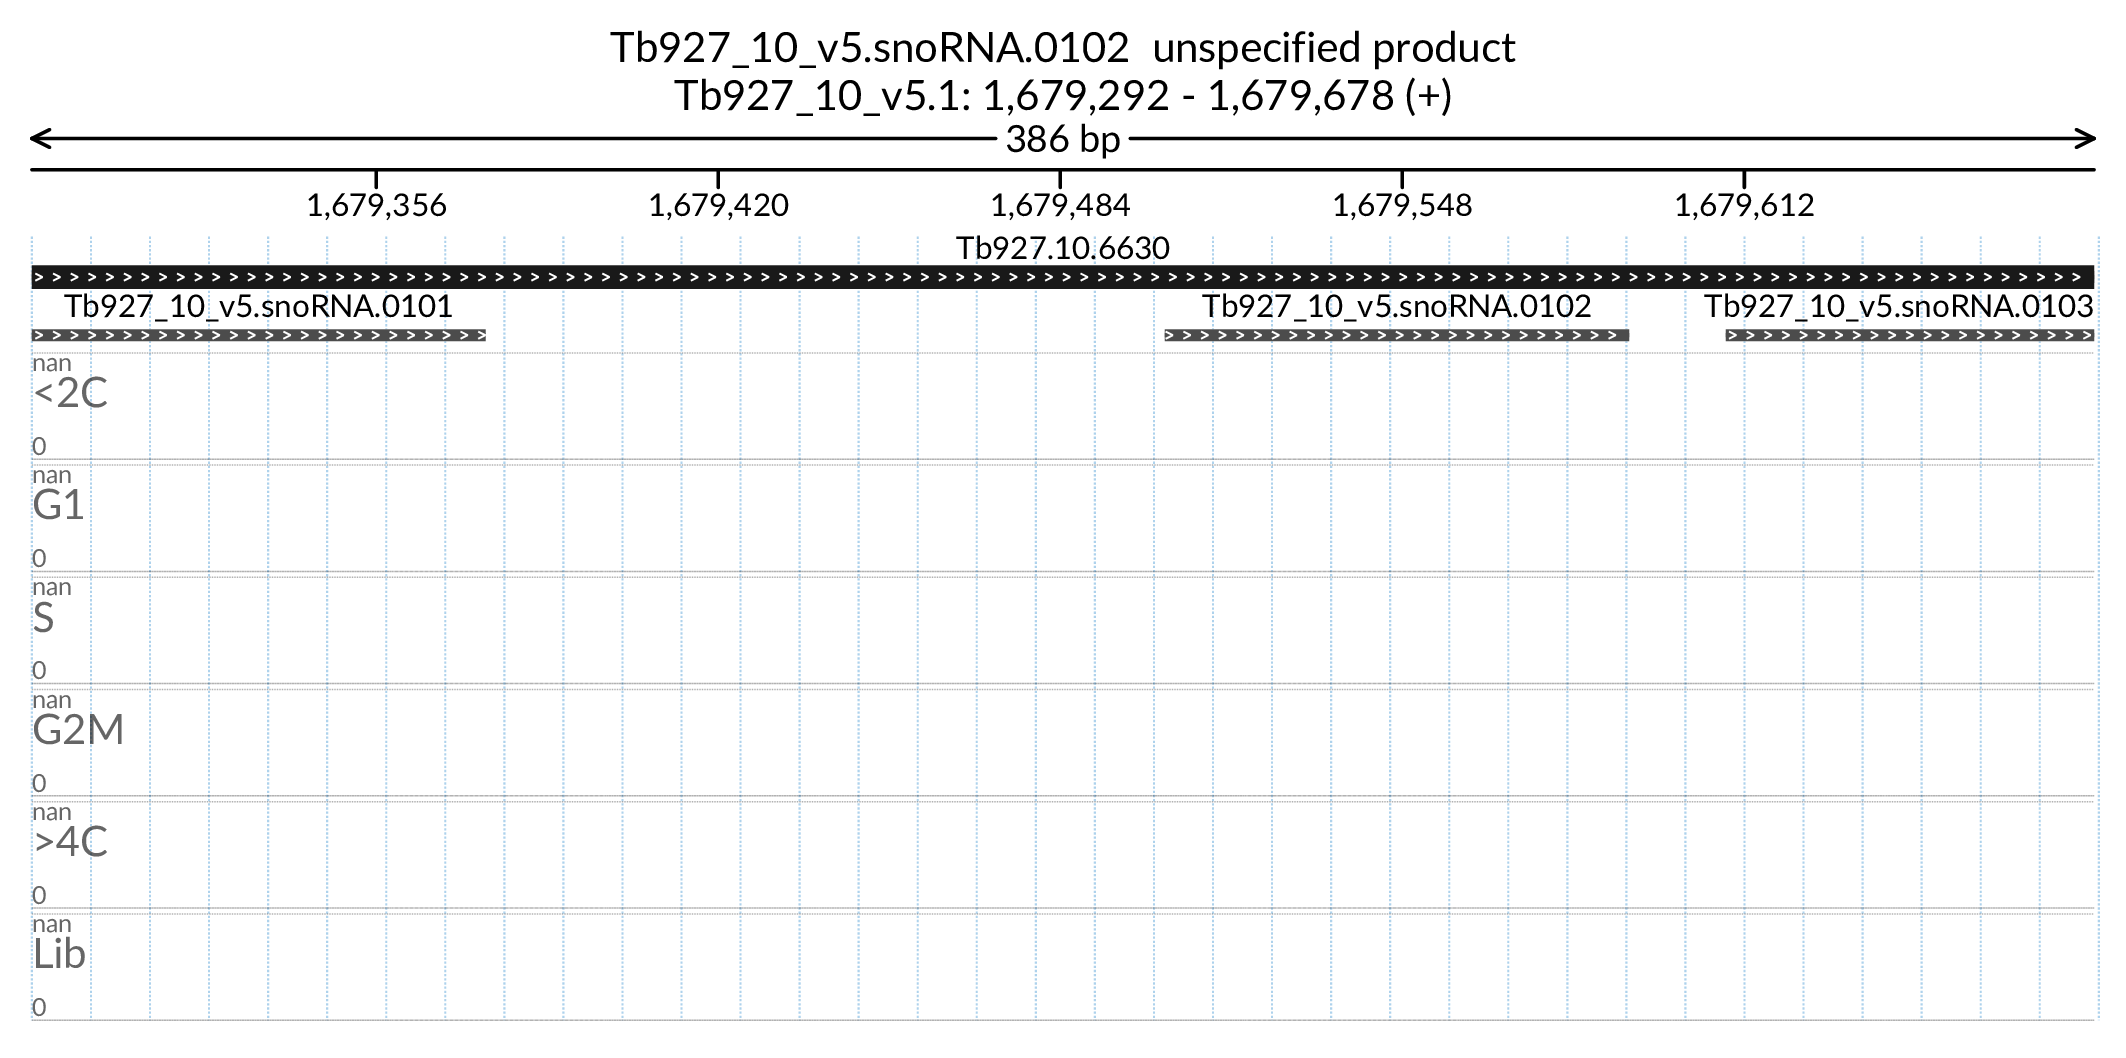 Tb927_10_v5.snoRNA.0102  unspecified product
Tb927_10_v5.1: 1,679,292 - 1,679,678 (+)
386 bp
1,679,356 1,679,420 1,679,484 1,679,548 1,679,612
Tb927.10.6630
Tb927_10_v5.snoRNA.0101 Tb927_10_v5.snoRNA.0102 Tb927_10_v5.snoRNA.0103
nan
<2C
0
nan
G1
0
nan
S
0
nan
G2M
0
nan
>4C
0
nan
Lib
0